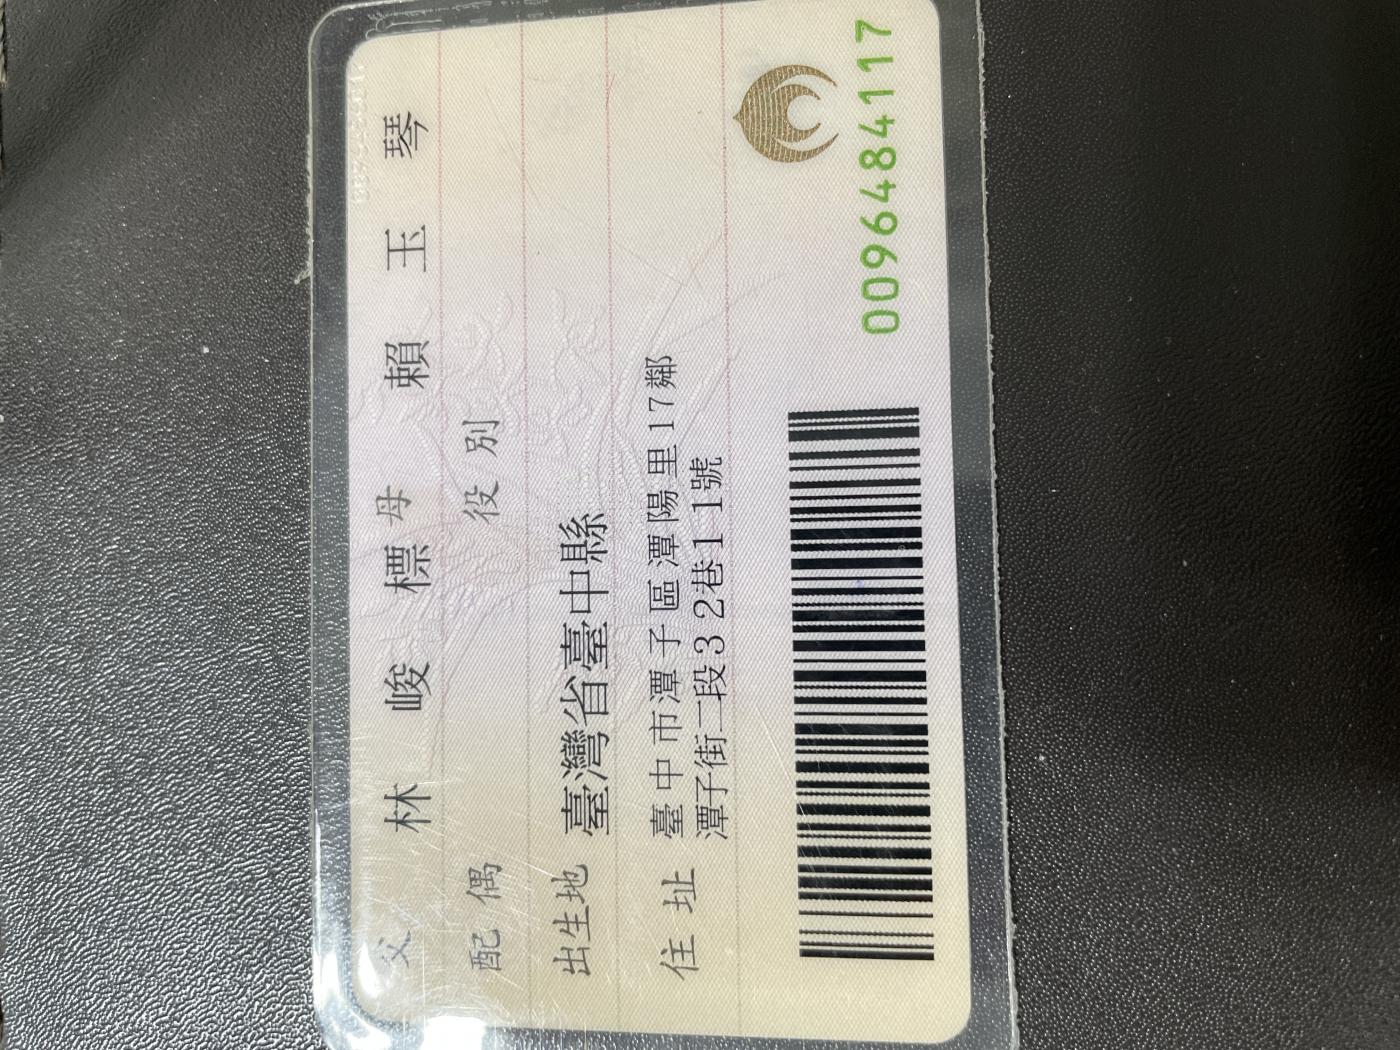 父 林峻標 母 賴玉琴
配偶 役別
出生地 臺灣省臺中縣
住址 臺中市潭子區潭陽里17鄰
潭子街二段32巷11號
0096484117